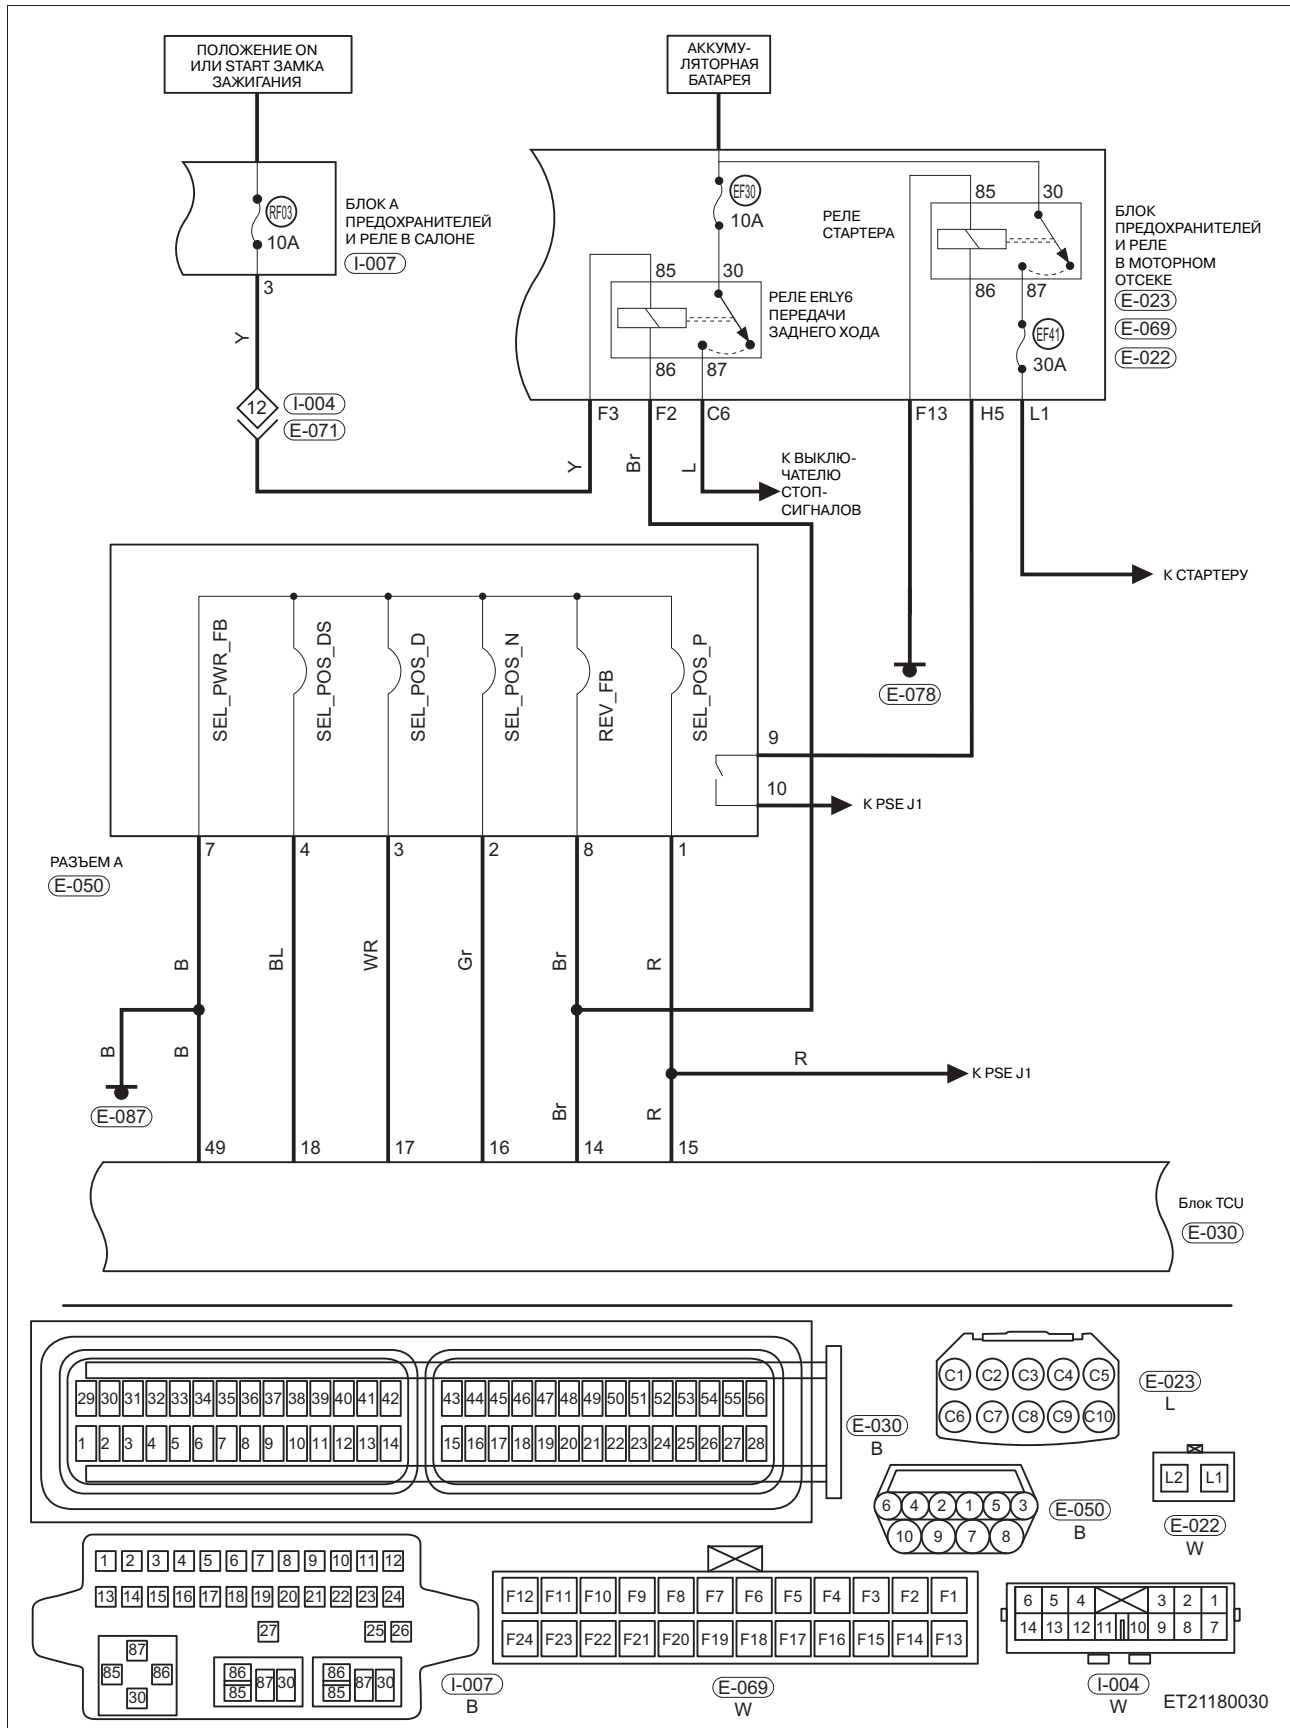 ПОЛОЖЕНИЕ ON
ИЛИ START ЗАМКА
ЗАЖИГАНИЯ
АККУМУ-
ЛЯТОРНАЯ
БАТАРЕЯ
RF03
10A
БЛОК А
ПРЕДОХРАНИТЕЛЕЙ
И РЕЛЕ В САЛОНЕ
I-007
3
Y
12
I-004
E-071
EF30
10A
РЕЛЕ
СТАРТЕРА
85 30
86 87
EF41
30A
БЛОК
ПРЕДОХРАНИТЕЛЕЙ
И РЕЛЕ
В МОТОРНОМ
ОТСЕКЕ
E-023
E-069
E-022
85 30
86 87
РЕЛЕ ERLY6
ПЕРЕДАЧИ
ЗАДНЕГО ХОДА
F3 F2 C6 F13 H5 L1
Y Br L
К ВЫКЛЮ-
ЧАТЕЛЮ
СТОП-
СИГНАЛОВ
К СТАРТЕРУ
E-078
SEL_PWR_FB
SEL_POS_DS
SEL_POS_D
SEL_POS_N
REV_FB
SEL_POS_P
9
10
К PSE J1
РАЗЪЕМ А
E-050
7 4 3 2 8 1
B BL WR Gr Br R
B B
E-087
R
К PSE J1
Br R
49 18 17 16 14 15
Блок TCU
E-030
29 30 31 32 33 34 35 36 37 38 39 40 41 42
43 44 45 46 47 48 49 50 51 52 53 54 55 56
1 2 3 4 5 6 7 8 9 10 11 12 13 14
15 16 17 18 19 20 21 22 23 24 25 26 27 28
E-030
B
C1 C2 C3 C4 C5
C6 C7 C8 C9 C10
E-023
L
6 4 2 1 5 3
10 9 7 8
E-050
B
L2 L1
E-022
W
1 2 3 4 5 6 7 8 9 10 11 12
13 14 15 16 17 18 19 20 21 22 23 24
27 25 26
87
85 86
30
86
85
87 30
86
85
87 30
I-007
B
F12 F11 F10 F9 F8 F7 F6 F5 F4 F3 F2 F1
F24 F23 F22 F21 F20 F19 F18 F17 F16 F15 F14 F13
E-069
W
6 5 4 3 2 1
14 13 12 11 10 9 8 7
I-004
W
ET21180030